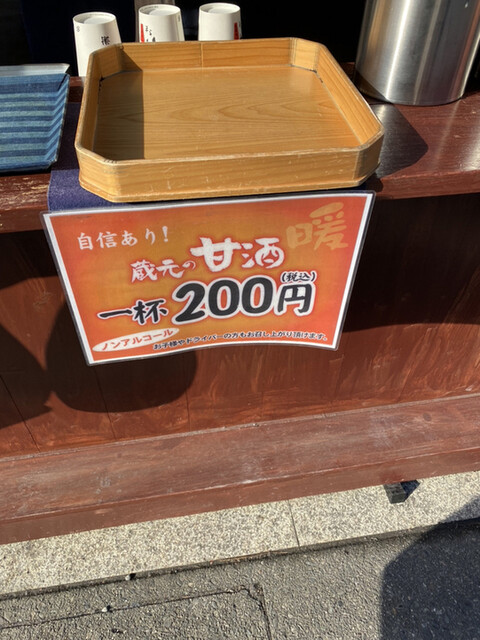 自信あり!
暖
蔵元の甘酒
一杯200円(税込)
ノンアルコール
お子様やドライバーの方もお召し上がり頂けます。